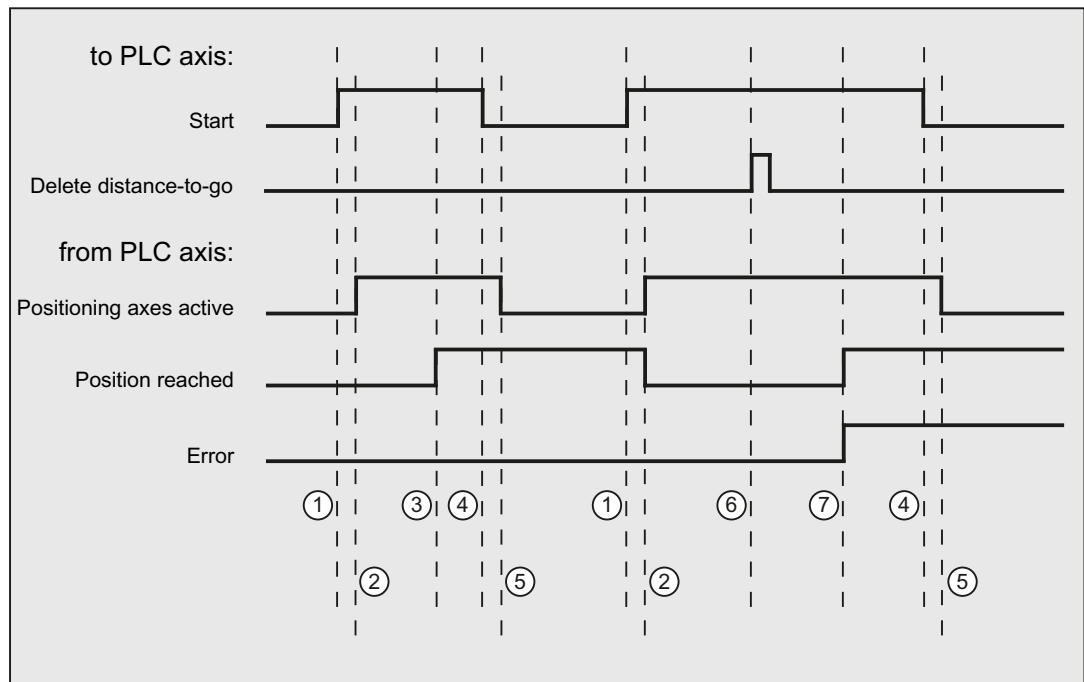 to PLC axis:
Start
Delete distance-to-go
from PLC axis:
Positioning axes active
Position reached
Error
1 3 4 1 6 7 4
2 5 2 5